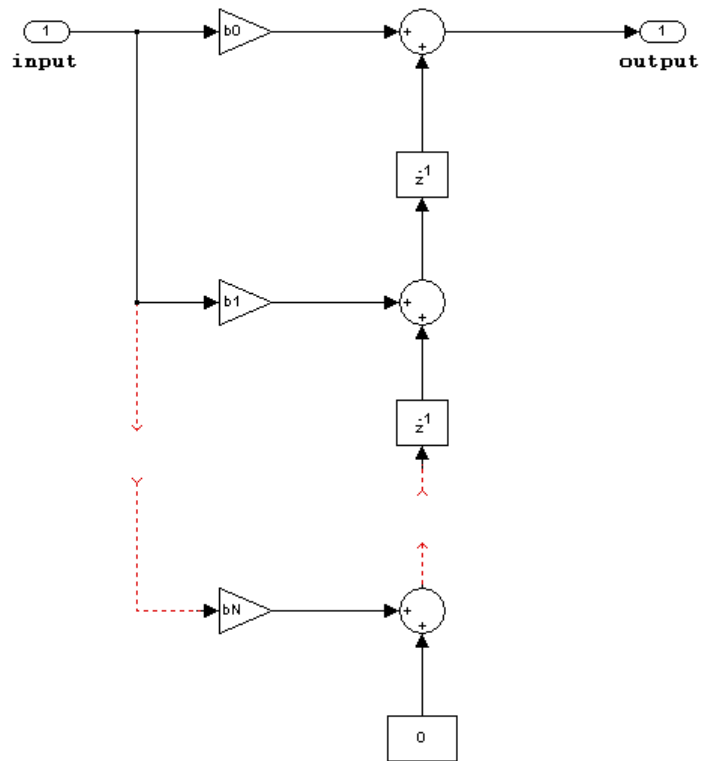 1 b0 + + 1
input output
z^-1
b1 + +
z^-1
bN + +
0